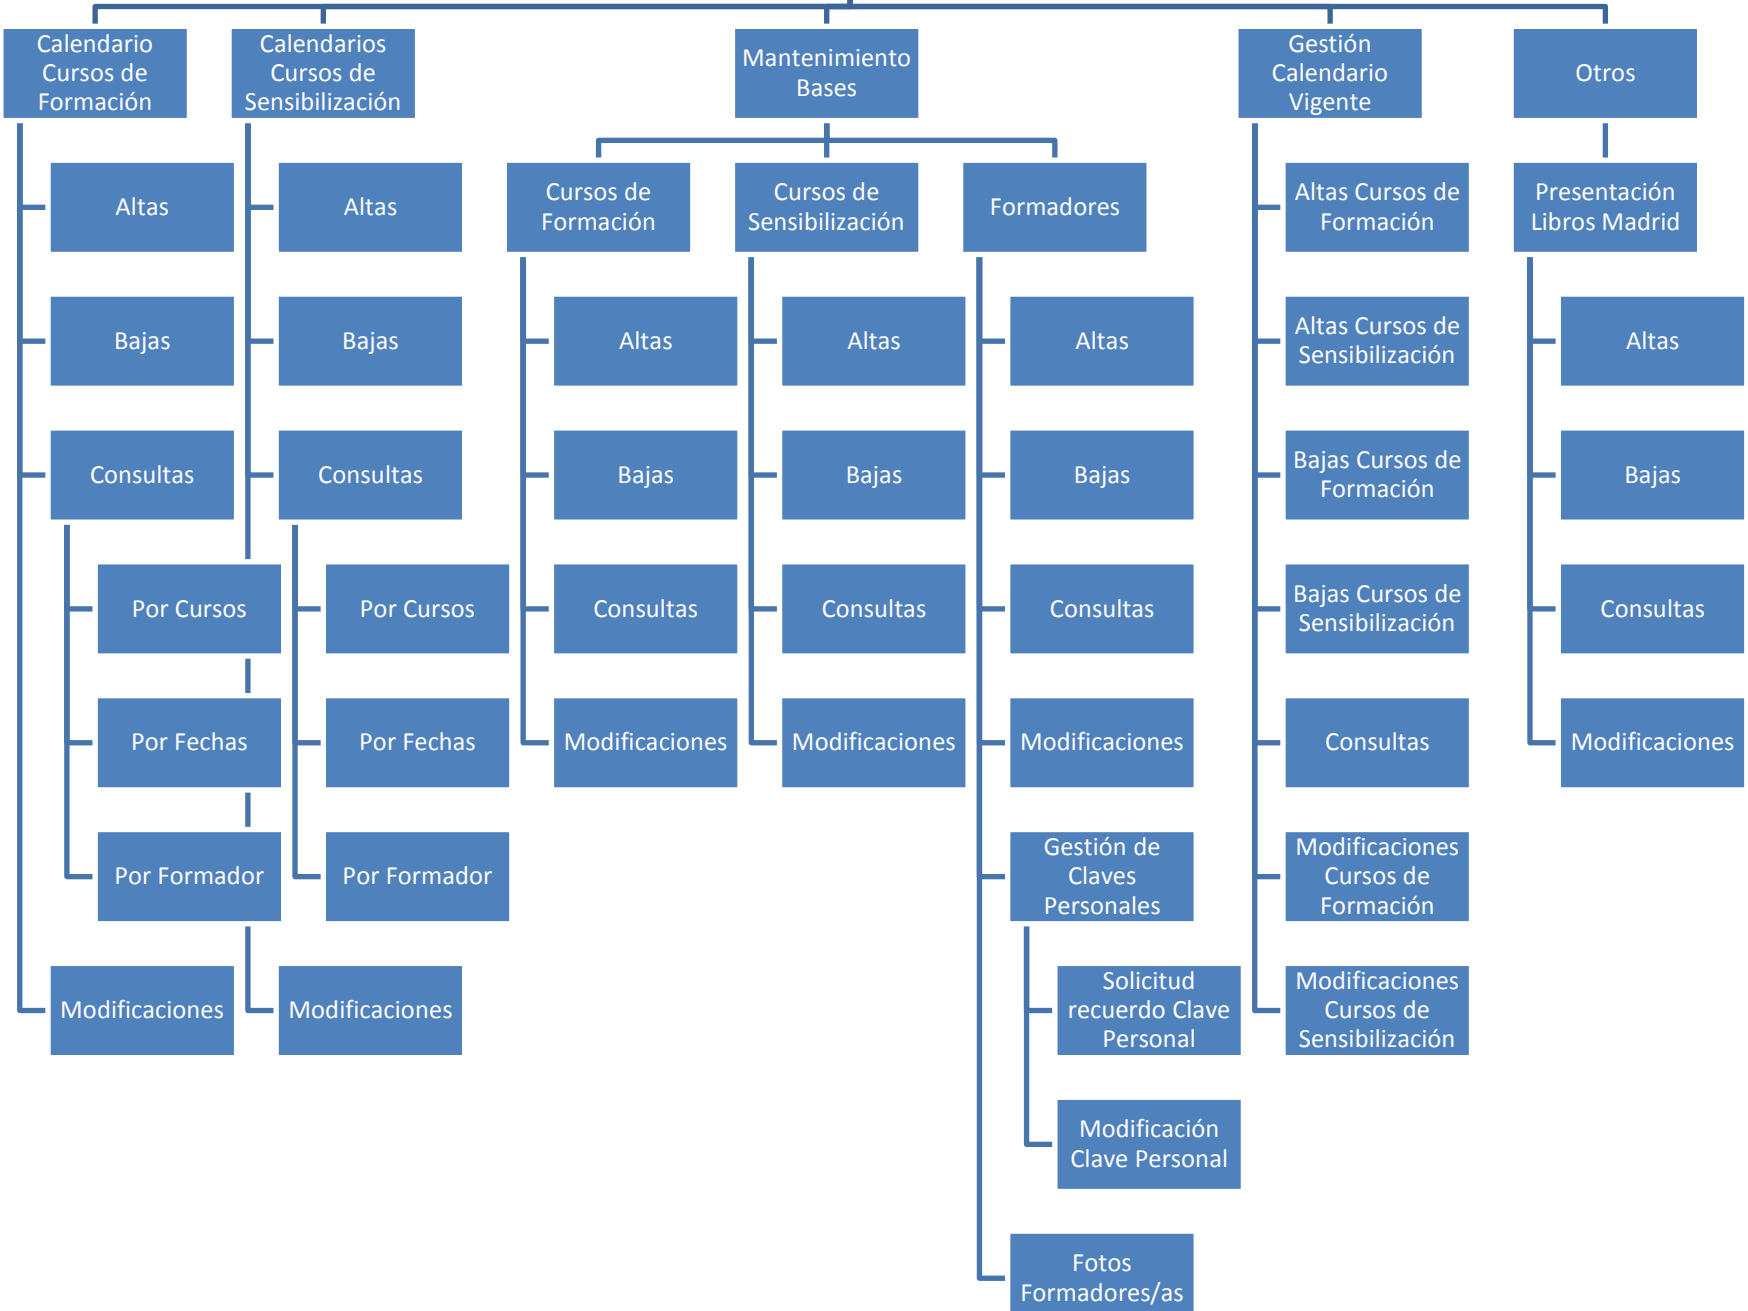 Calendario
Cursos de
Formación
Calendarios
Cursos de
Sensibilización
Mantenimiento
Bases
Gestión
Calendario
Vigente
Otros
Altas
Altas
Cursos de
Formación
Cursos de
Sensibilización
Formadores
Altas Cursos de
Formación
Presentación
Libros Madrid
Bajas
Bajas
Altas
Altas
Altas
Altas Cursos de
Sensibilización
Altas
Consultas
Consultas
Bajas
Bajas
Bajas
Bajas Cursos de
Formación
Bajas
Por Cursos
Por Cursos
Consultas
Consultas
Consultas
Bajas Cursos de
Sensibilización
Consultas
Por Fechas
Por Fechas
Modificaciones
Modificaciones
Modificaciones
Consultas
Modificaciones
Por Formador
Por Formador
Gestión de
Claves
Personales
Modificaciones
Cursos de
Formación
Modificaciones
Modificaciones
Solicitud
recuerdo Clave
Personal
Modificaciones
Cursos de
Sensibilización
Modificación
Clave Personal
Fotos
Formadores/as